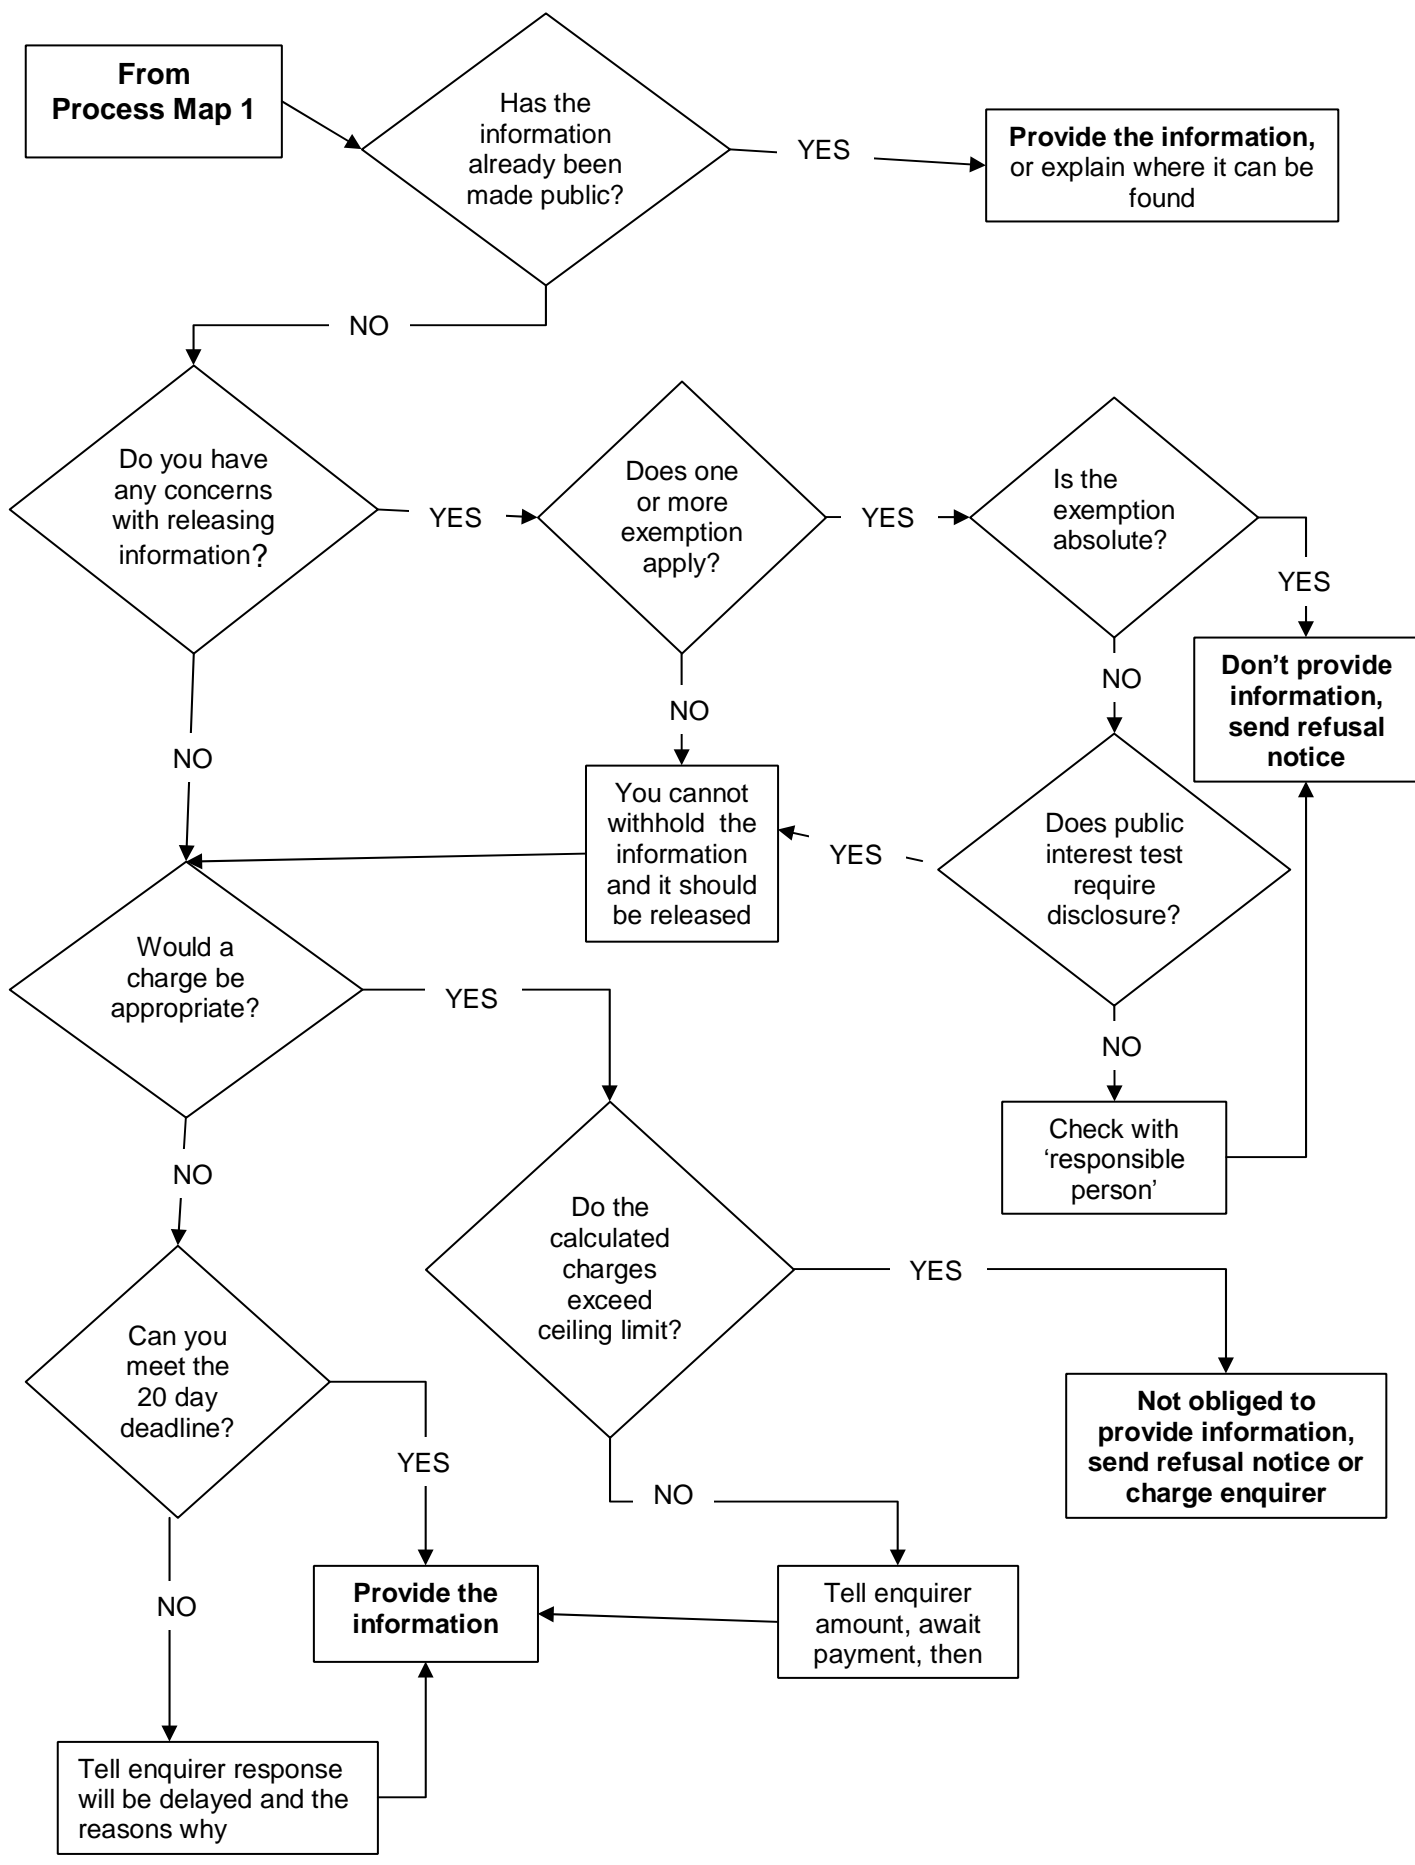 From
Process Map 1
Has the
information
already been
made public?
YES
Provide the information,
or explain where it can be
found
NO
Do you have
any concerns
with releasing
information?
YES
Does one
or more
exemption
apply?
YES
Is the
exemption
absolute?
YES
Don’t provide
information,
send refusal
notice
NO
NO
NO
You cannot
withhold the
information
and it should
be released
YES
Does public
interest test
require
disclosure?
Would a
charge be
appropriate?
YES
NO
Check with
‘responsible
person’
NO
Do the
calculated
charges
exceed
ceiling limit?
YES
Can you
meet the
20 day
deadline?
YES
Not obliged to
provide information,
send refusal notice or
charge enquirer
NO
NO
Provide the
information
Tell enquirer
amount, await
payment, then
Tell enquirer response
will be delayed and the
reasons why